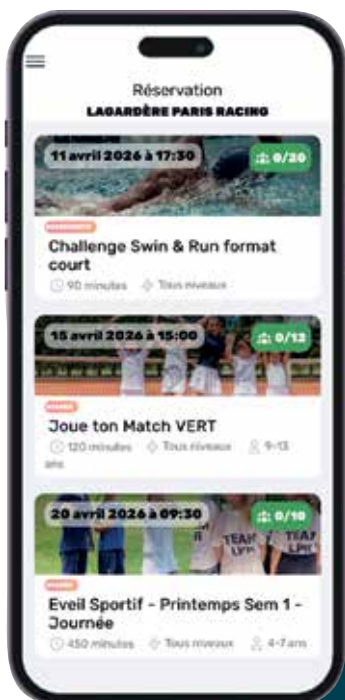 Réservation
LAGARDÈRE PARIS RACING
11 avril 2026 à 17:30
0/20
Challenge Swin & Run format
court
90 minutes Tous niveaux
15 avril 2026 à 15:00
0/12
Joue ton Match VERT
120 minutes Tous niveaux 9-13
ans
20 avril 2026 à 09:30
0/10
TEAM
LPR
Eveil Sportif - Printemps Sem 1 -
Journée
450 minutes Tous niveaux 4-7 ans